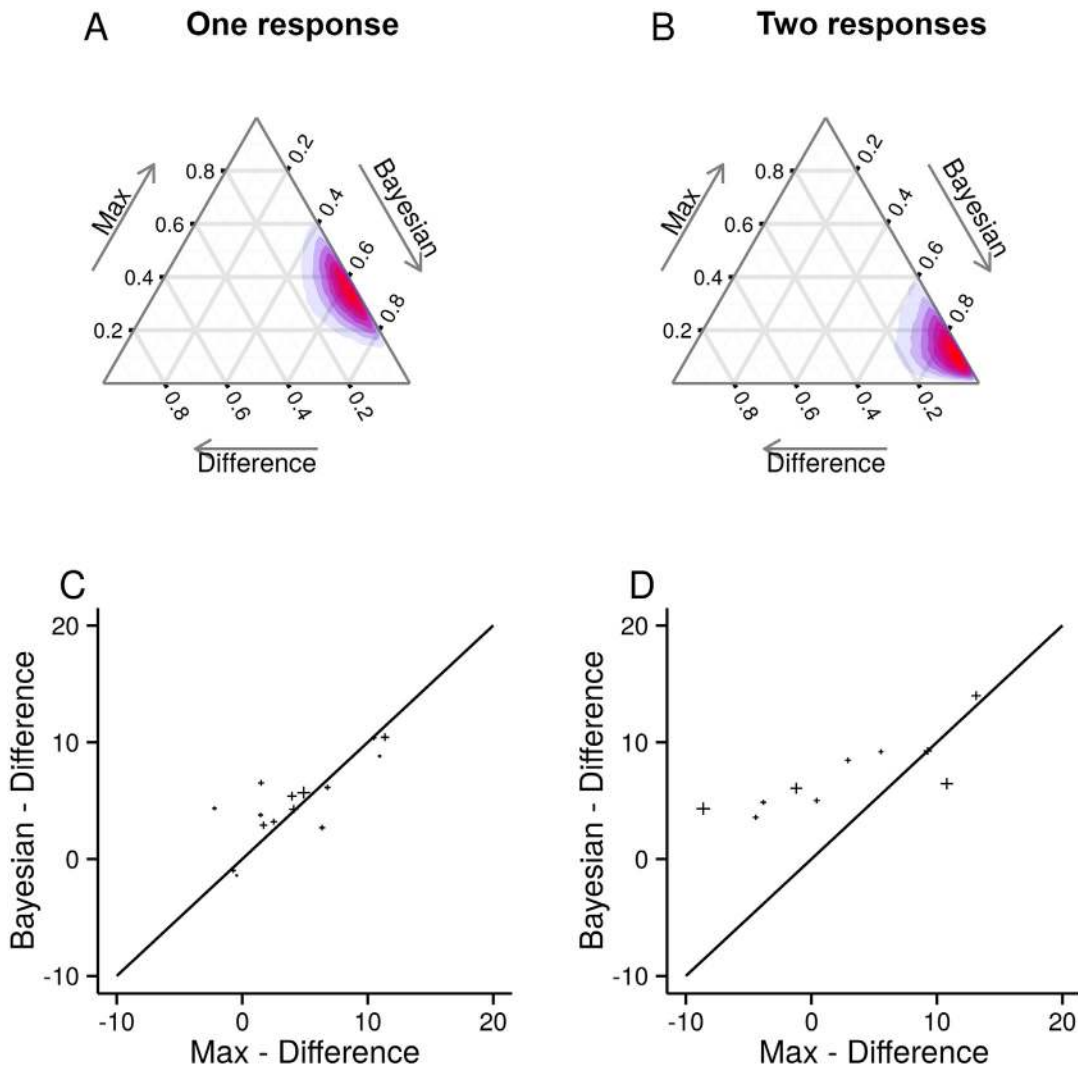 A One response
0.8
0.6
0.4
0.2
Max
0.2
0.4
0.6
0.8
Bayesian
0.8
0.6
0.4
0.2
Difference
B Two responses
0.8
0.6
0.4
0.2
Max
0.2
0.4
0.6
0.8
Bayesian
0.8
0.6
0.4
0.2
Difference
C
20
10
0
-10
Bayesian - Difference
-10 0 10 20
Max - Difference
D
20
10
0
-10
Bayesian - Difference
-10 0 10 20
Max - Difference